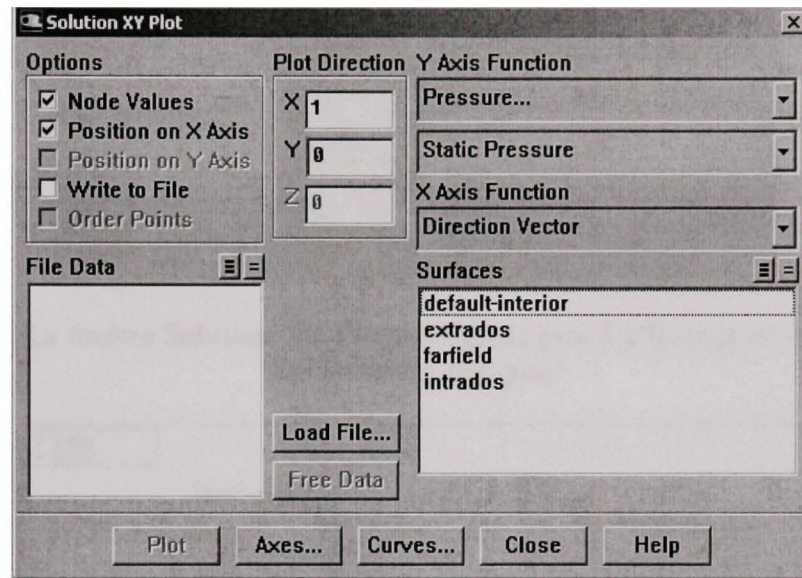 Solution XY Plot
Options
Node Values
Position on X Axis
Position on Y Axis
Write to File
Order Points
Plot Direction
X 1
Y 0
Z 0
Y Axis Function
Pressure...
Static Pressure
X Axis Function
Direction Vector
File Data
Surfaces
default-interior
extrados
farfield
intrados
Load File...
Free Data
Plot
Axes...
Curves...
Close
Help